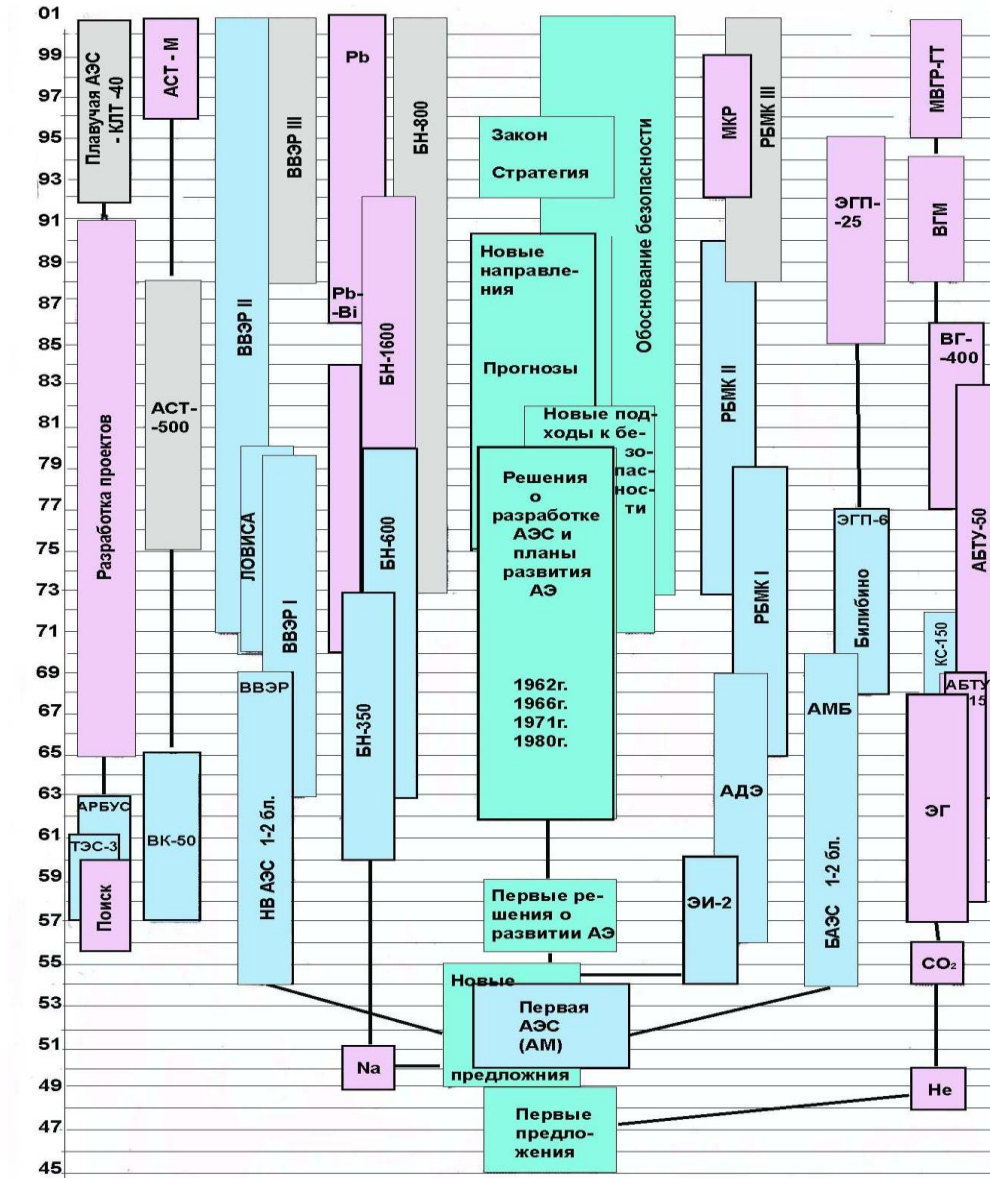 01
99
97
95
93
91
89
87
85
83
81
79
77
75
73
71
69
67
65
63
61
59
57
55
53
51
49
47
45
Плавучая АЭС
- КЛТ -40
Разработка проектов
АРБУС
ТЭС-3
Поиск
АСТ - М
АСТ-
-500
ВК-50
ВВЭР II
ВВЭР III
ЛОВИСА
ВВЭР I
ВВЭР
НВ АЭС 1-2 бл.
Pb
Pb-
-Bi
БН-800
БН-1600
БН-600
БН-350
Na
Закон
Стратегия
Обоснование безопасности
Новые
направле-
ния
Прогнозы
Новые под-
ходы к бе-
зо-
пас-
нос-
ти
Решения
о
разработке
АЭС и
планы
развития
АЭ
1962г.
1966г.
1971г.
1980г.
Первые ре-
шения о
развитии АЭ
Новые
предложния
Первая
АЭС
(АМ)
Первые
предло-
жения
МКР
РБМК III
РБМК II
РБМК I
АДЭ
ЭИ-2
ЭГП-
-25
ЭГП-6
Билибино
АМБ
БАЭС 1-2 бл.
МВГР-ГТ
ВГМ
ВГ-
-400
АБТУ-50
КС-150
АБТУ
15
ЭГ
CO₂
He